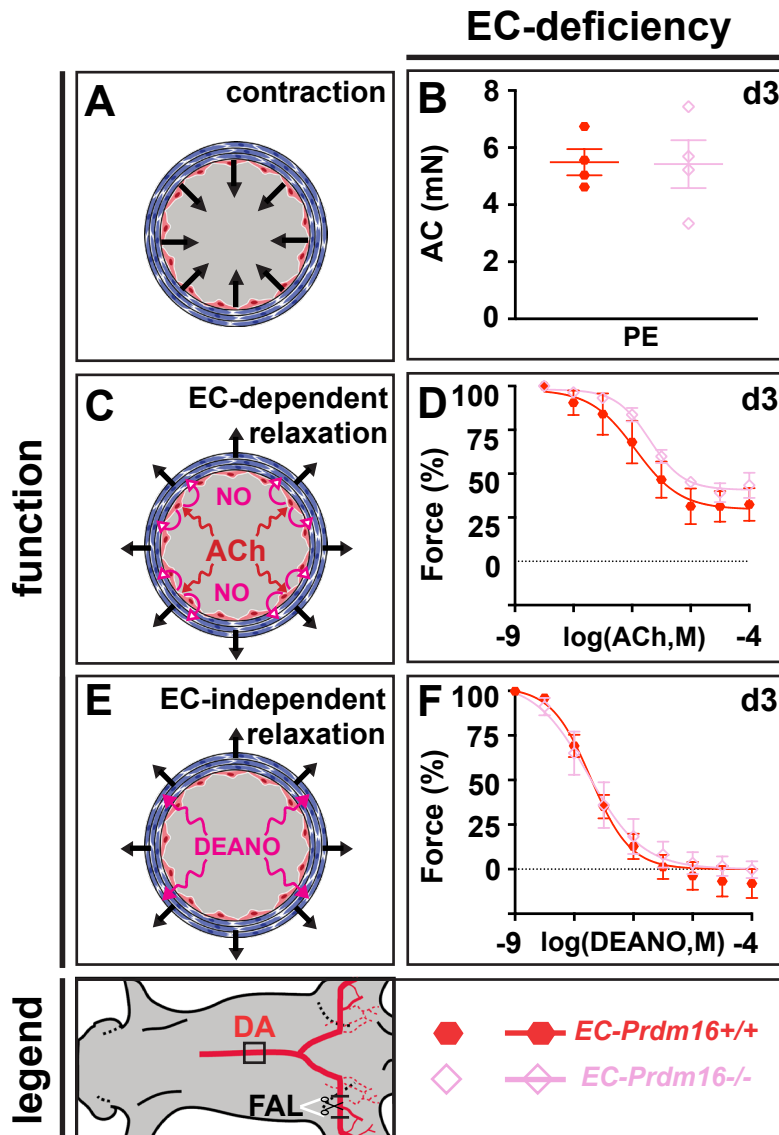 EC-deficiency
function
A
contraction
B
d3
AC (mN)
8
6
4
2
0
PE
C
EC-dependent
relaxation
NO
ACh
NO
D
d3
Force (%)
100
75
50
25
0
-9
log(ACh,M)
-4
E
EC-independent
relaxation
DEANO
F
d3
Force (%)
100
75
50
25
0
-9
log(DEANO,M)
-4
legend
DA
FAL
EC-Prdm16+/+
EC-Prdm16-/-